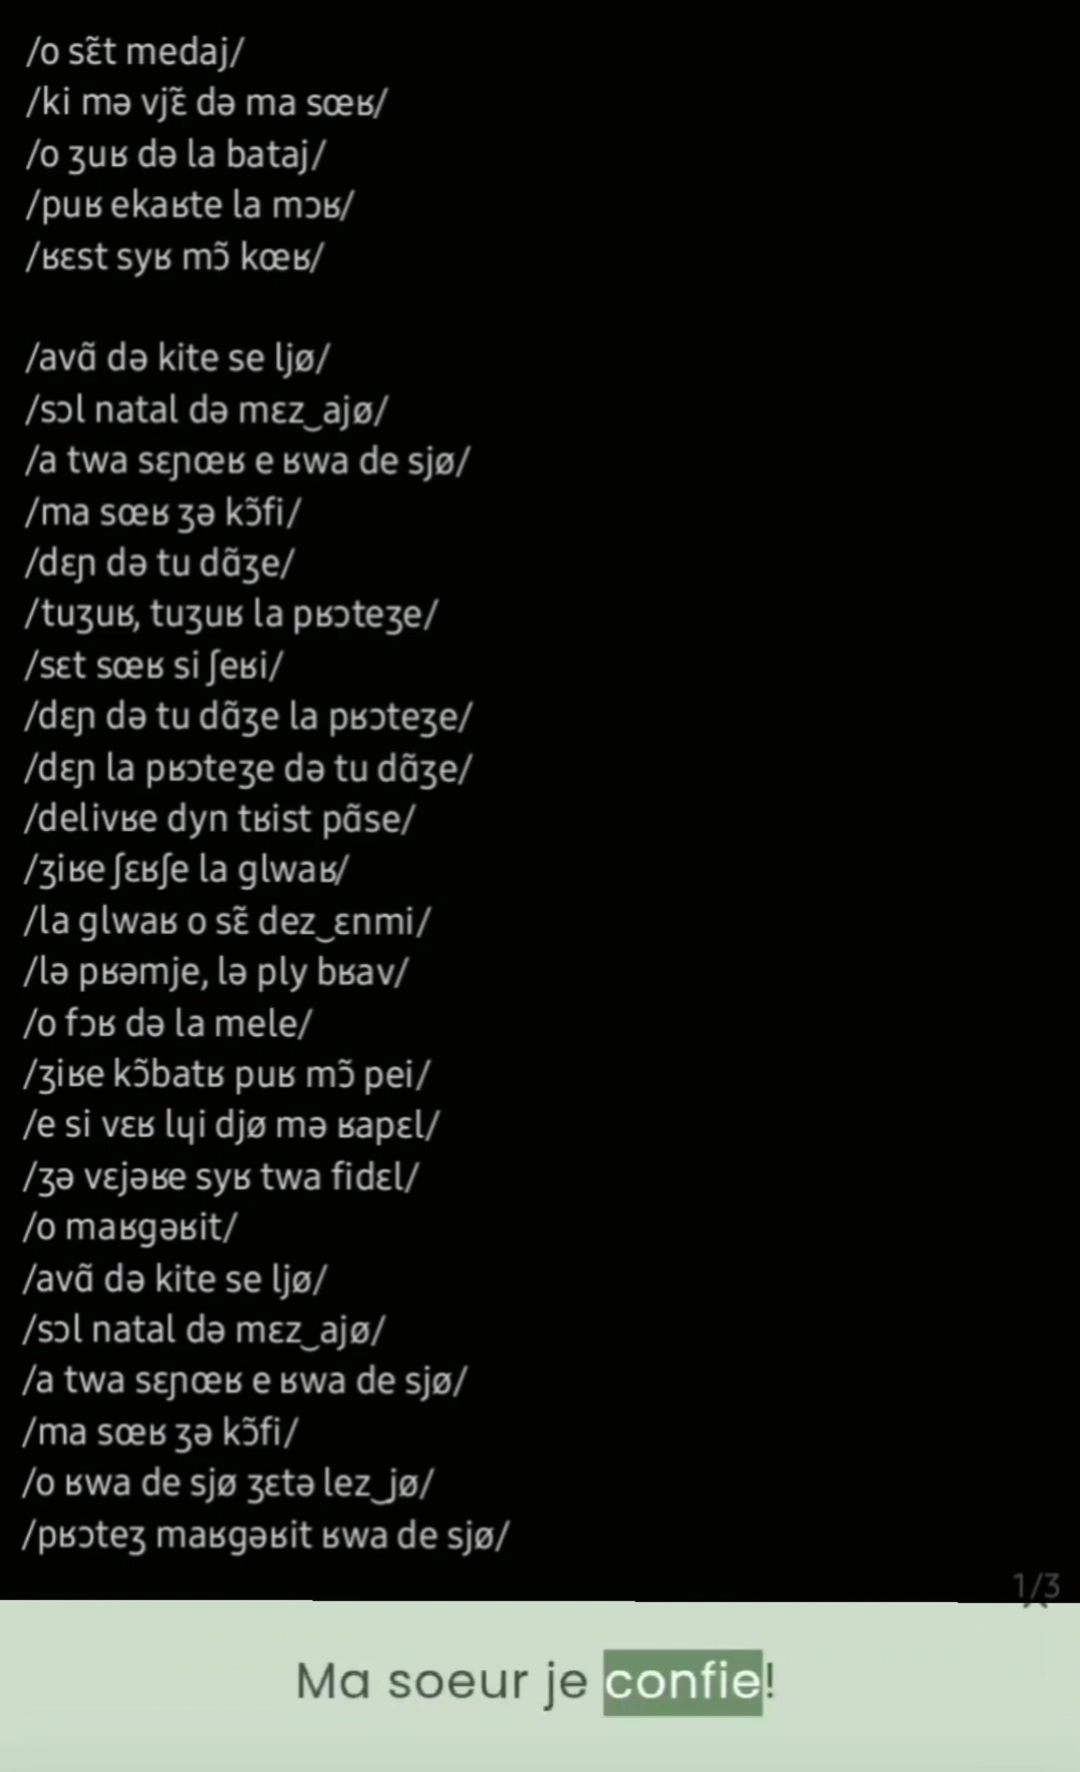 /o sɛ̃t medaj/
/ki mə vjɛ̃ də ma sœʁ/
/o ʒuʁ də la bataj/
/puʁ ekaʁte la mɔʁ/
/ʁɛst syʁ mɔ̃ kœʁ/
/avɑ̃ də kite se ljø/
/sɔl natal də mɛz‿ajø/
/a twa sɛɲœʁ e ʁwa de sjø/
/ma sœʁ ʒə kɔ̃fi/
/dɛɲ də tu dɑ̃ʒe/
/tuʒuʁ, tuʒuʁ la pʁɔteʒe/
/sɛt sœʁ si ʃeʁi/
/dɛɲ də tu dɑ̃ʒe la pʁɔteʒe/
/dɛɲ la pʁɔteʒe də tu dɑ̃ʒe/
/delivʁe dyn tʁist pɑ̃se/
/ʒiʁe ʃɛʁʃe la glwaʁ/
/la glwaʁ o sɛ̃ dez‿ɛnmi/
/lə pʁəmje, lə ply bʁav/
/o fɔʁ də la mele/
/ʒiʁe kɔ̃batʁ puʁ mɔ̃ pei/
/e si vɛʁ lɥi djø mə ʁapɛl/
/ʒə vɛjəʁe syʁ twa fidɛl/
/o maʁgəʁit/
/avɑ̃ də kite se ljø/
/sɔl natal də mɛz‿ajø/
/a twa sɛɲœʁ e ʁwa de sjø/
/ma sœʁ ʒə kɔ̃fi/
/o ʁwa de sjø ʒɛtə lez‿jø/
/pʁɔteʒ maʁgəʁit ʁwa de sjø/
1/3
Ma soeur je confie!